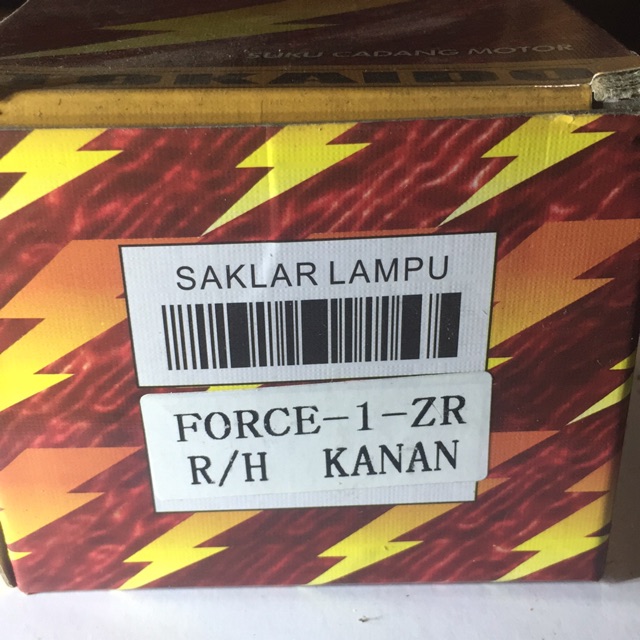 SUKU CADANG MOTOR
SAKLAR LAMPU
FORCE-1-ZR
R/H KANAN